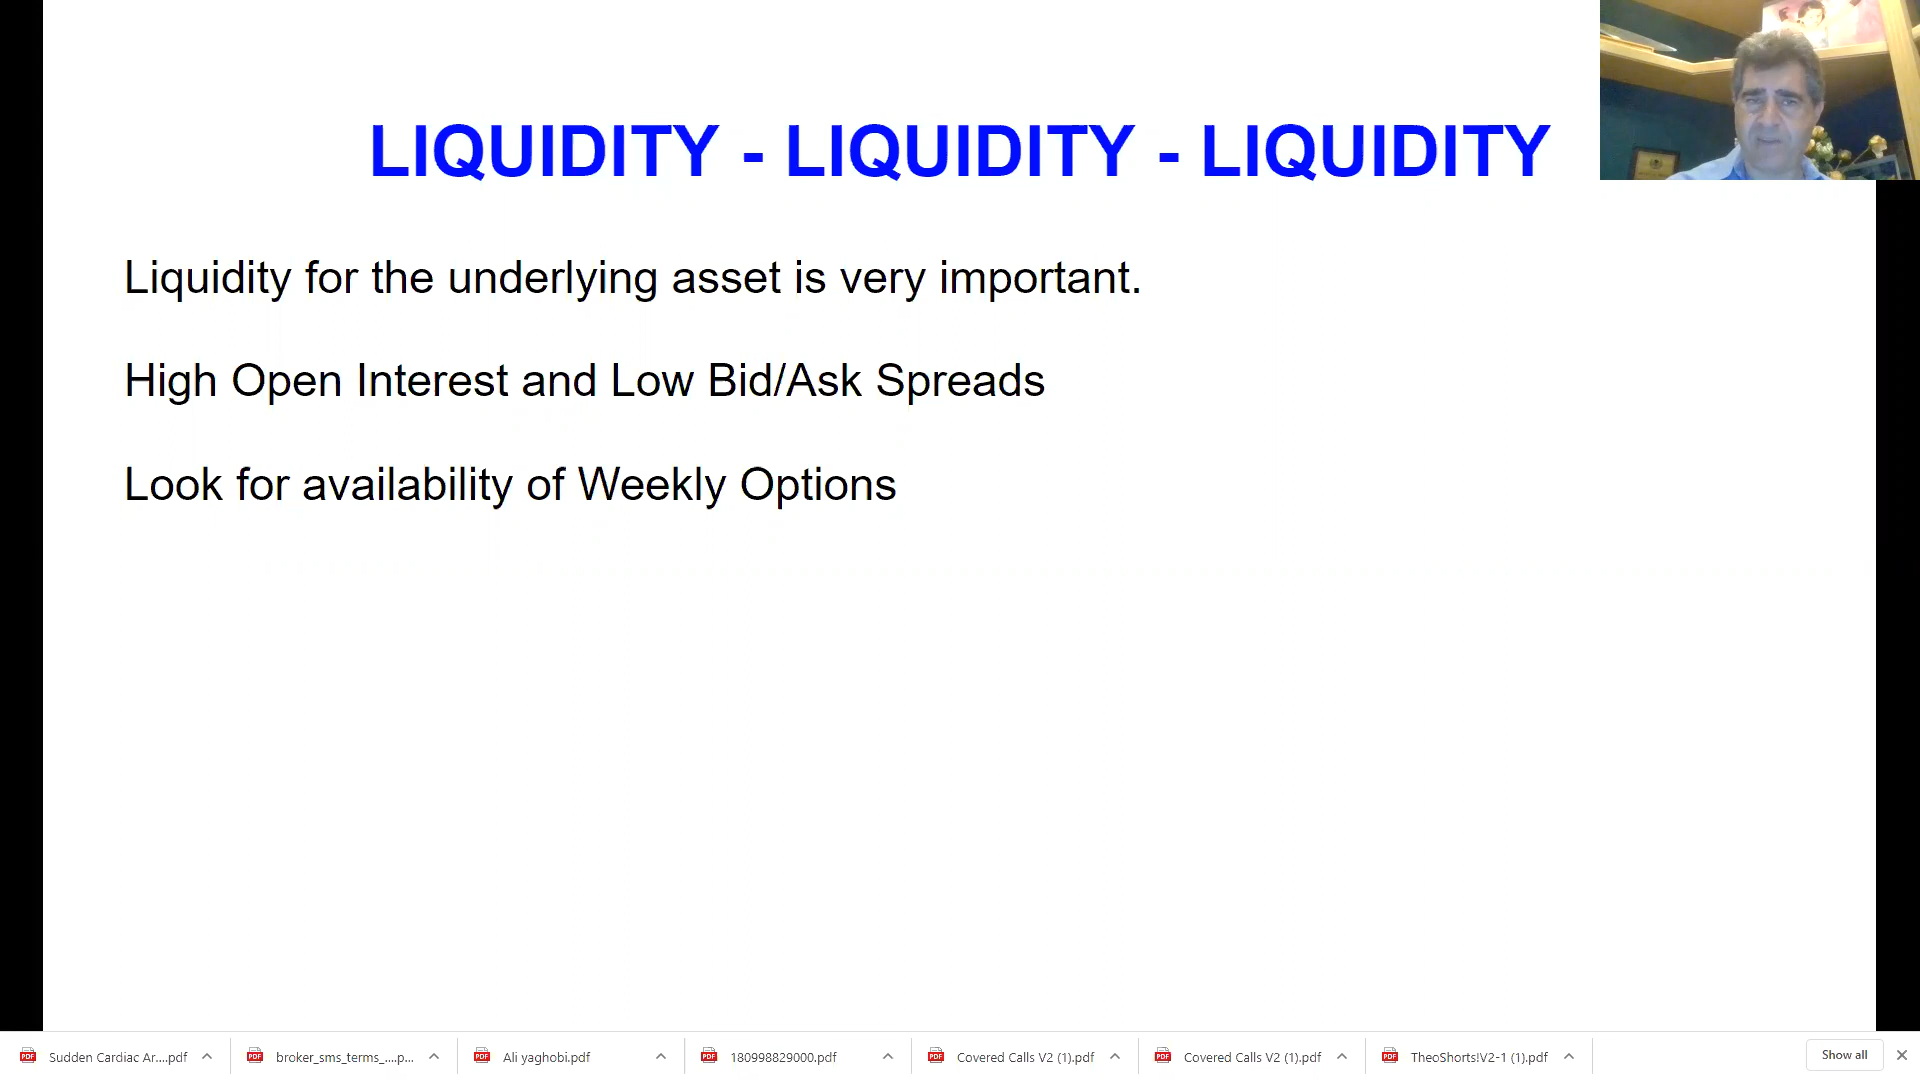 LIQUIDITY - LIQUIDITY - LIQUIDITY
Liquidity for the underlying asset is very important.
High Open Interest and Low Bid/Ask Spreads
Look for availability of Weekly Options
Sudden Cardiac Ar....pdf
broker_sms_terms_....p...
Ali yaghobi.pdf
180998829000.pdf
Covered Calls V2 (1).pdf
Covered Calls V2 (1).pdf
TheoShorts!V2-1 (1).pdf
Show all